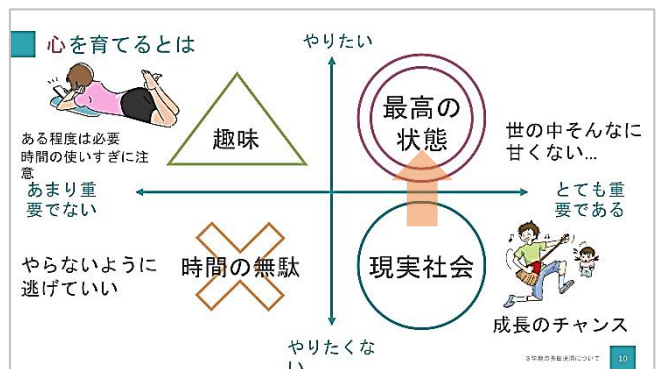 心を育てるとは
やりたい
趣味
最高の
状態
ある程度は必要
時間の使いすぎに注
意
世の中そんなに
甘くない...
あまり重
要でない
とても重
要である
やらないように
逃げていい
時間の無駄
現実社会
成長のチャンス
やりたくな
い
10